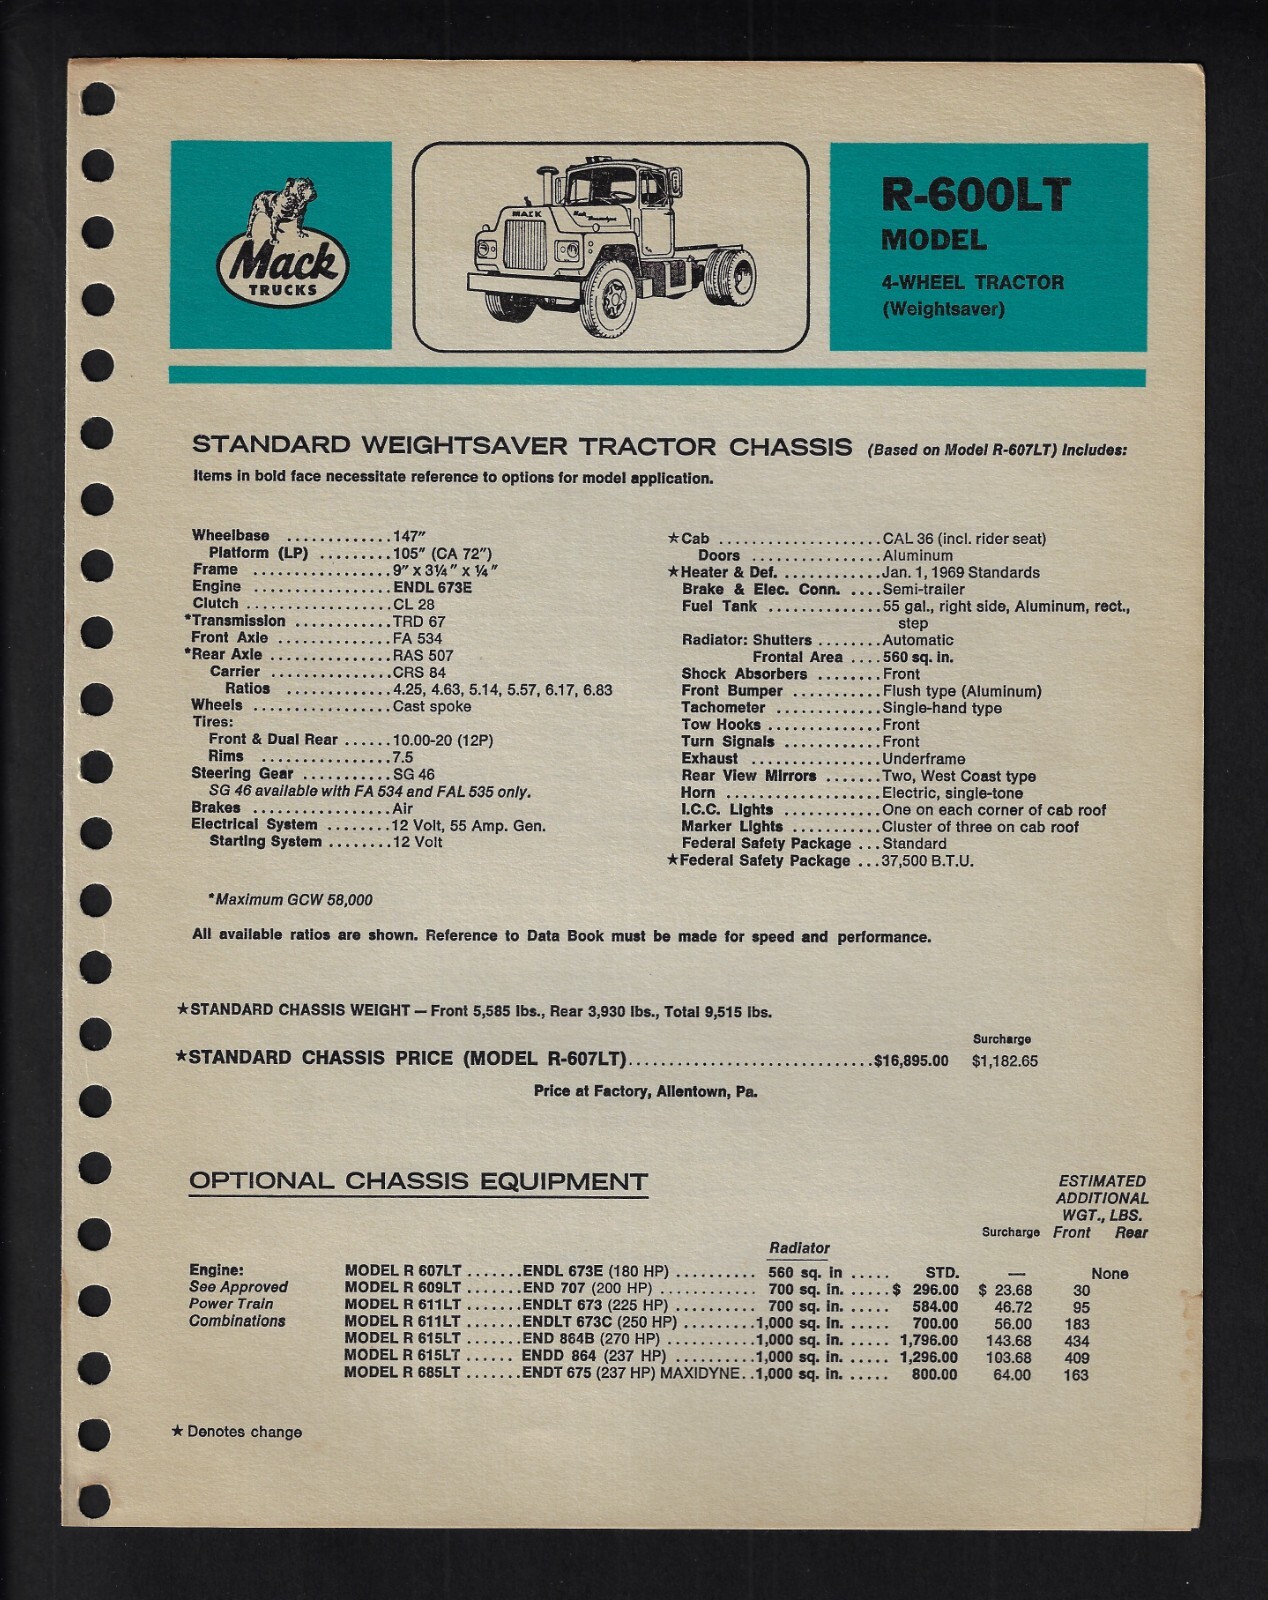 Mack
TRUCKS
MACK
R-600LT
MODEL
4-WHEEL TRACTOR
(Weightsaver)
STANDARD WEIGHTSAVER TRACTOR CHASSIS (Based on Model R-607LT) Includes:
Items in bold face necessitate reference to options for model application.
Wheelbase ............. 147"
Platform (LP) ......... 105" (CA 72")
Frame ................. 9" x 3¼" x ¼"
Engine ................. ENDL 673E
Clutch .................. CL 28
*Transmission ............ TRD 67
Front Axle .............. FA 534
*Rear Axle ............... RAS 507
Carrier ............... CRS 84
Ratios ............. 4.25, 4.63, 5.14, 5.57, 6.17, 6.83
Wheels ................. Cast spoke
Tires:
Front & Dual Rear ...... 10.00-20 (12P)
Rims ................ 7.5
Steering Gear ........... SG 46
SG 46 available with FA 534 and FAL 535 only.
Brakes .................. Air
Electrical System ........ 12 Volt, 55 Amp. Gen.
Starting System ........ 12 Volt
*Maximum GCW 58,000
★Cab .................... CAL 36 (incl. rider seat)
Doors ................ Aluminum
★Heater & Def. ............ Jan. 1, 1969 Standards
Brake & Elec. Conn. .... Semi-trailer
Fuel Tank .............. 55 gal., right side, Aluminum, rect.,
step
Radiator: Shutters ........ Automatic
Frontal Area .... 560 sq. in.
Shock Absorbers ........ Front
Front Bumper ........... Flush type (Aluminum)
Tachometer ............. Single-hand type
Tow Hooks .............. Front
Turn Signals ............ Front
Exhaust ................ Underframe
Rear View Mirrors ....... Two, West Coast type
Horn ................... Electric, single-tone
I.C.C. Lights ............ One on each corner of cab roof
Marker Lights ........... Cluster of three on cab roof
Federal Safety Package ... Standard
★Federal Safety Package ... 37,500 B.T.U.
All available ratios are shown. Reference to Data Book must be made for speed and performance.
★STANDARD CHASSIS WEIGHT — Front 5,585 lbs., Rear 3,930 lbs., Total 9,515 lbs.
Surcharge
★STANDARD CHASSIS PRICE (MODEL R-607LT).............................. $16,895.00 $1,182.65
Price at Factory, Allentown, Pa.
OPTIONAL CHASSIS EQUIPMENT
ESTIMATED
ADDITIONAL
WGT., LBS.
Surcharge Front Rear
Radiator
Engine: MODEL R 607LT ....... ENDL 673E (180 HP) .......... 560 sq. in ..... STD. — None
See Approved MODEL R 609LT ....... END 707 (200 HP) ............ 700 sq. in. ..... $ 296.00 $ 23.68 30
Power Train MODEL R 611LT ....... ENDLT 673 (225 HP) .......... 700 sq. in. ..... 584.00 46.72 95
Combinations MODEL R 611LT ....... ENDLT 673C (250 HP) ......... 1,000 sq. in. ..... 700.00 56.00 183
MODEL R 615LT ....... END 864B (270 HP) ........... 1,000 sq. in. ..... 1,796.00 143.68 434
MODEL R 615LT ...... ENDD 864 (237 HP) .......... 1,000 sq. in. ..... 1,296.00 103.68 409
MODEL R 685LT ....... ENDT 675 (237 HP) MAXIDYNE.. 1,000 sq. in. ..... 800.00 64.00 163
★ Denotes change